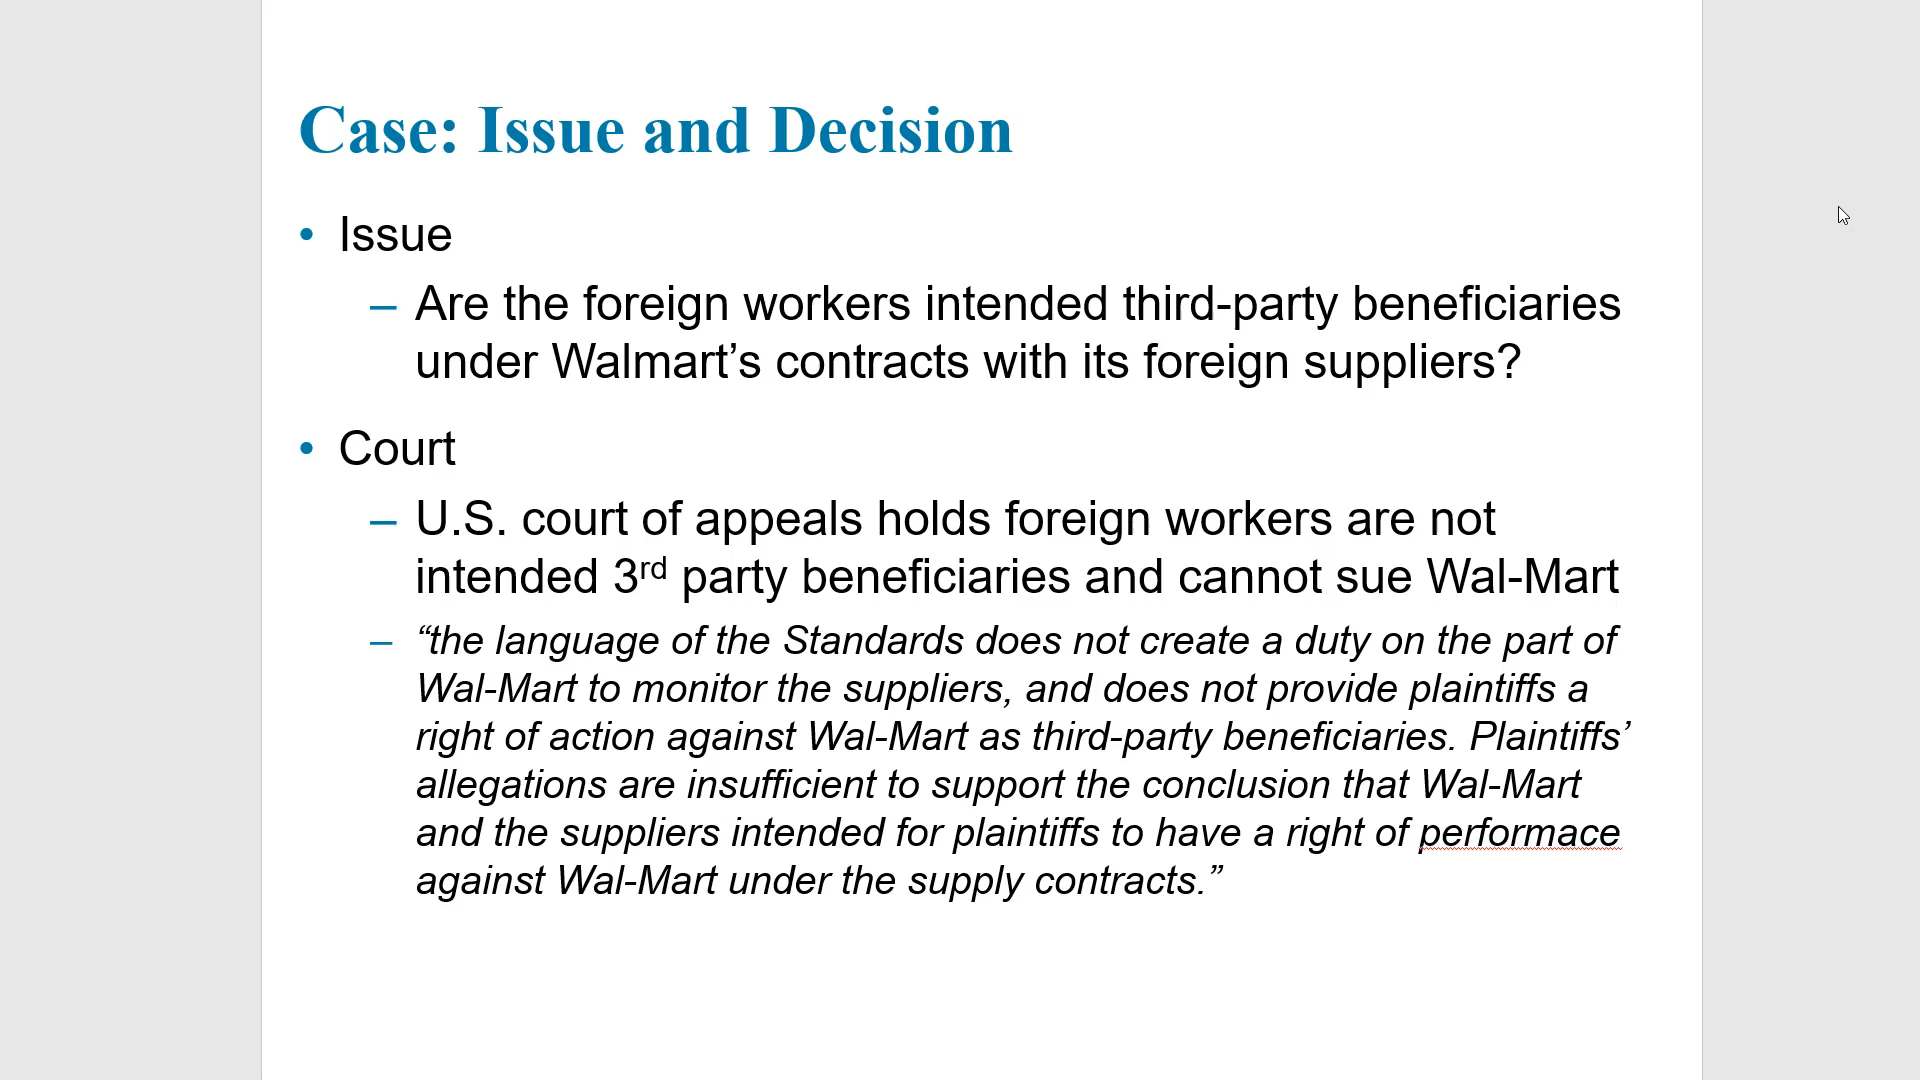 Case: Issue and Decision
• Issue
– Are the foreign workers intended third-party beneficiaries
under Walmart’s contracts with its foreign suppliers?
• Court
– U.S. court of appeals holds foreign workers are not
intended 3rd party beneficiaries and cannot sue Wal-Mart
– “the language of the Standards does not create a duty on the part of
Wal-Mart to monitor the suppliers, and does not provide plaintiffs a
right of action against Wal-Mart as third-party beneficiaries. Plaintiffs’
allegations are insufficient to support the conclusion that Wal-Mart
and the suppliers intended for plaintiffs to have a right of performace
against Wal-Mart under the supply contracts.”